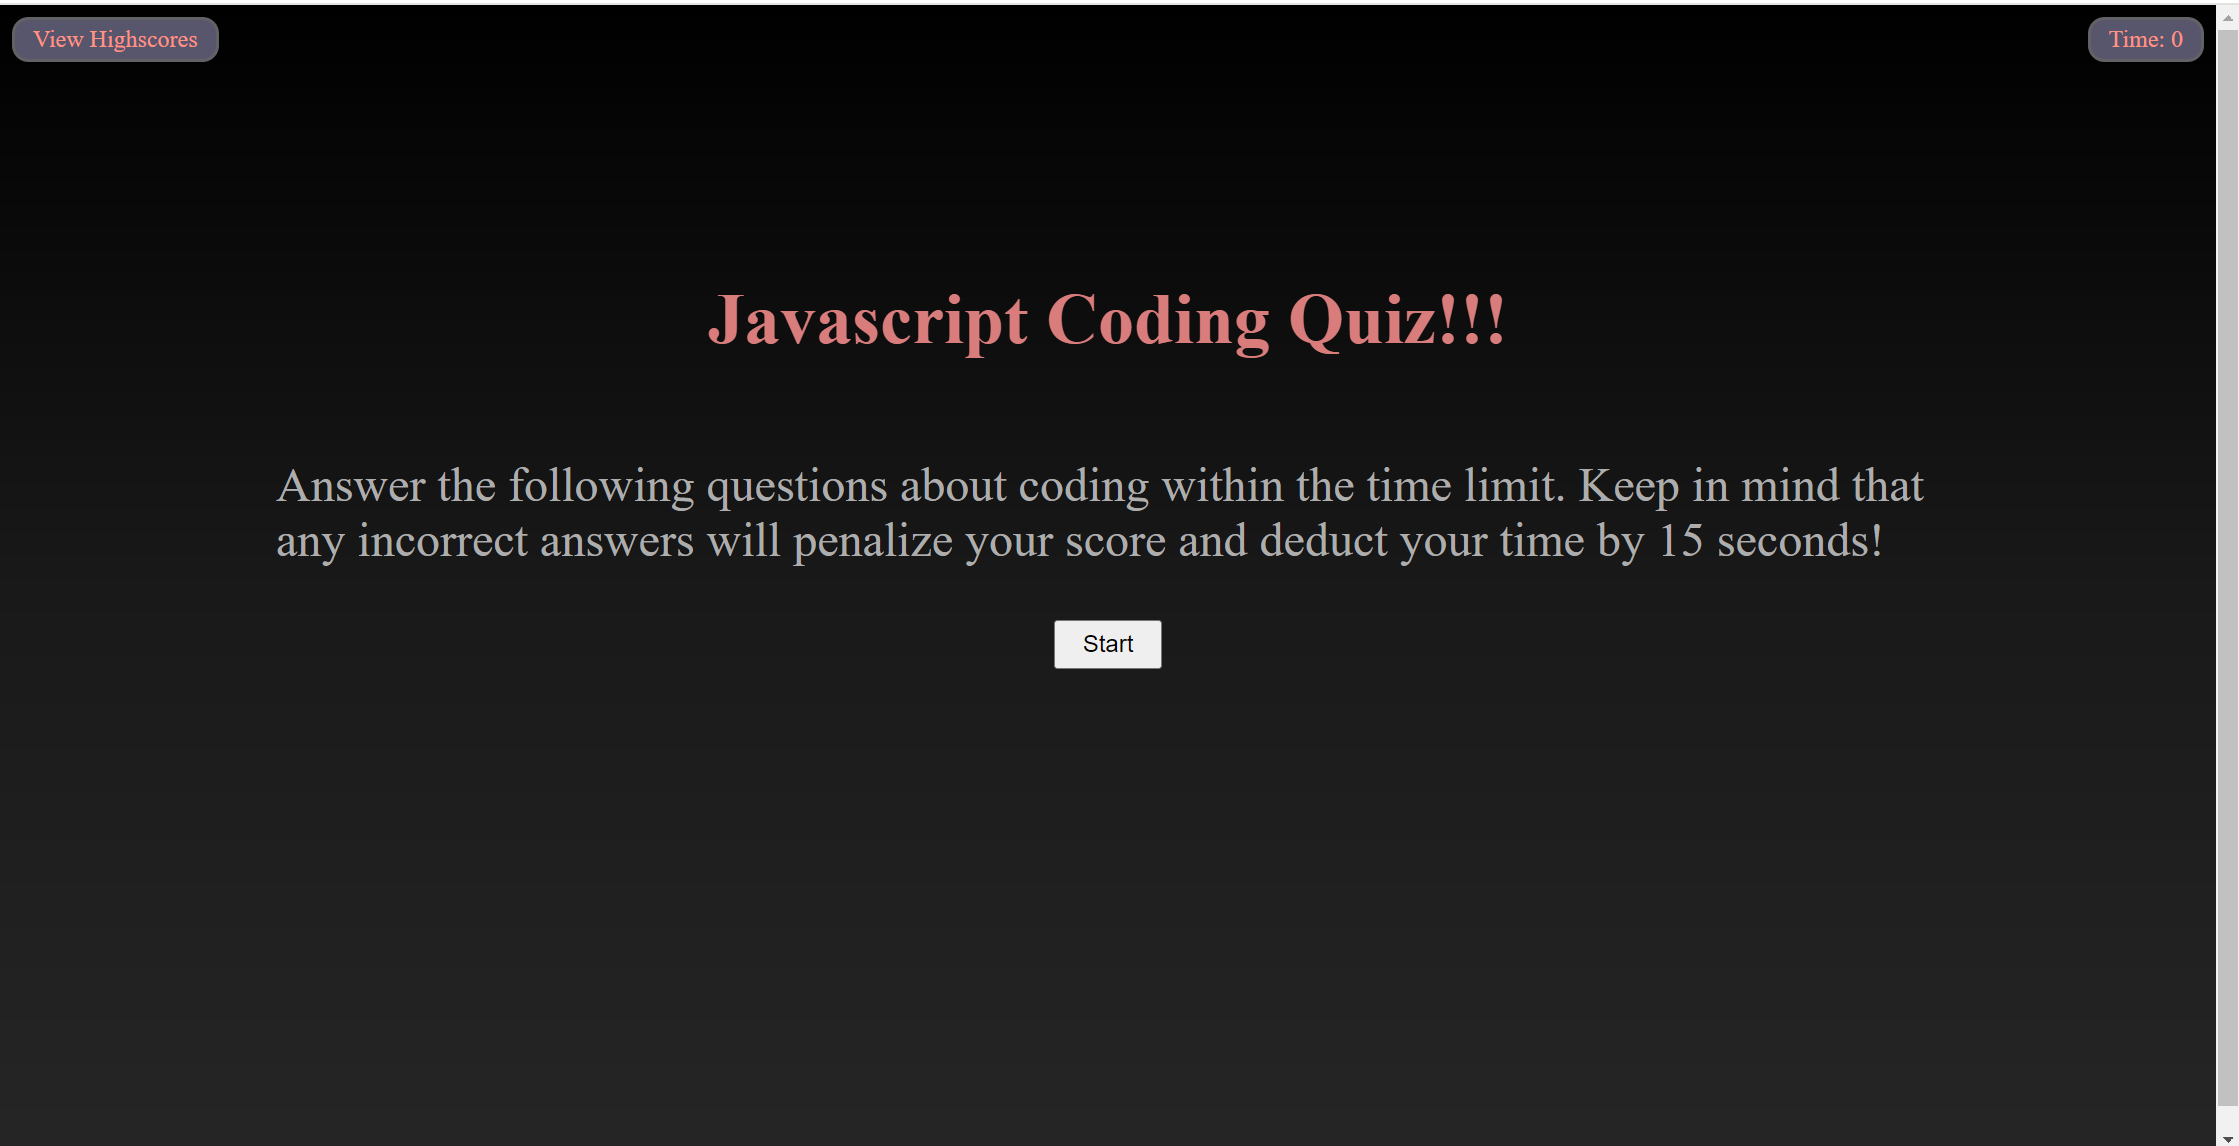 View Highscores
Time: 0
Javascript Coding Quiz!!!
Answer the following questions about coding within the time limit. Keep in mind that
any incorrect answers will penalize your score and deduct your time by 15 seconds!
Start